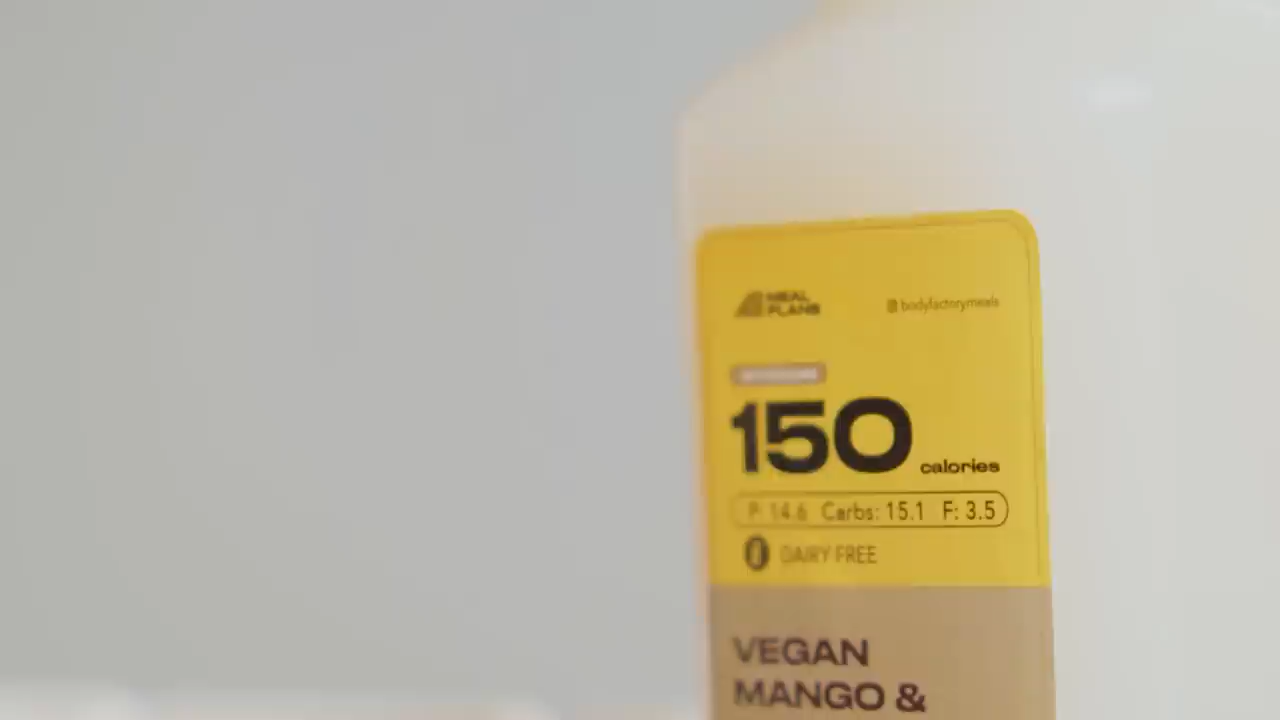 MEAL
PLANS
bodyfactorymeals
150
calories
P: 14.6 Carbs: 15.1 F: 3.5
DAIRY FREE
VEGAN
MANGO &